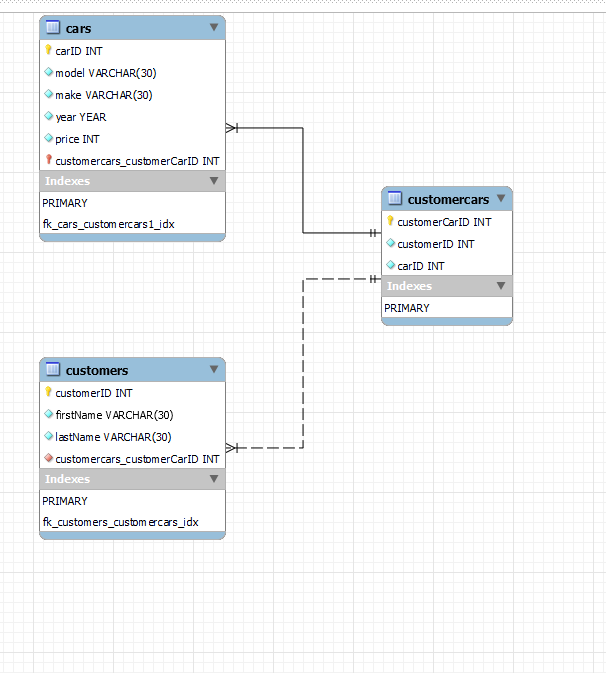 cars
carID INT
model VARCHAR(30)
make VARCHAR(30)
year YEAR
price INT
customercars_customerCarID INT
Indexes
PRIMARY
fk_cars_customercars1_idx
customercars
customerCarID INT
customerID INT
carID INT
Indexes
PRIMARY
customers
customerID INT
firstName VARCHAR(30)
lastName VARCHAR(30)
customercars_customerCarID INT
Indexes
PRIMARY
fk_customers_customercars_idx